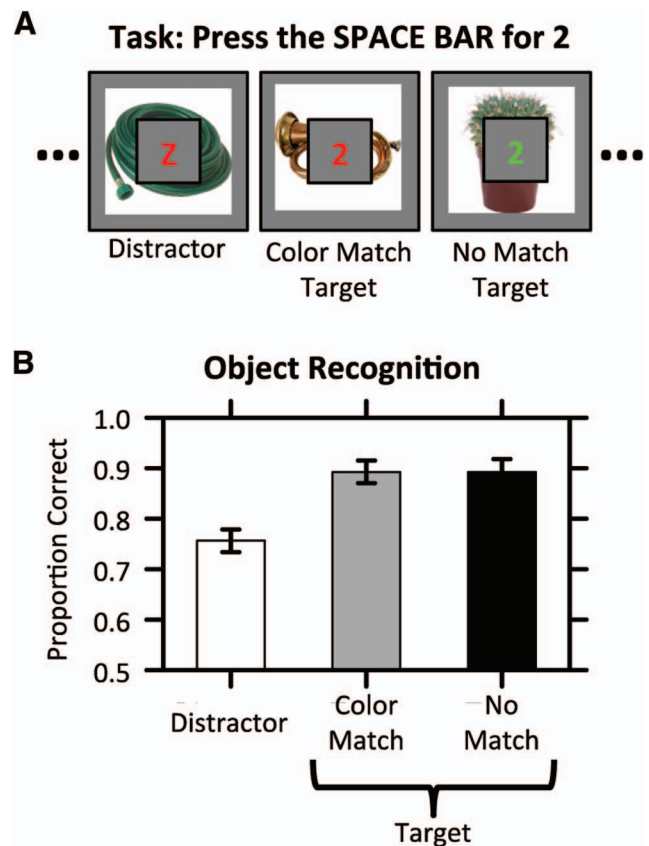 A
Task: Press the SPACE BAR for 2
Z
2
2
Distractor
Color Match
Target
No Match
Target
B
Object Recognition
Proportion Correct
1.0
0.9
0.8
0.7
0.6
0.5
Distractor
Color
Match
No
Match
Target